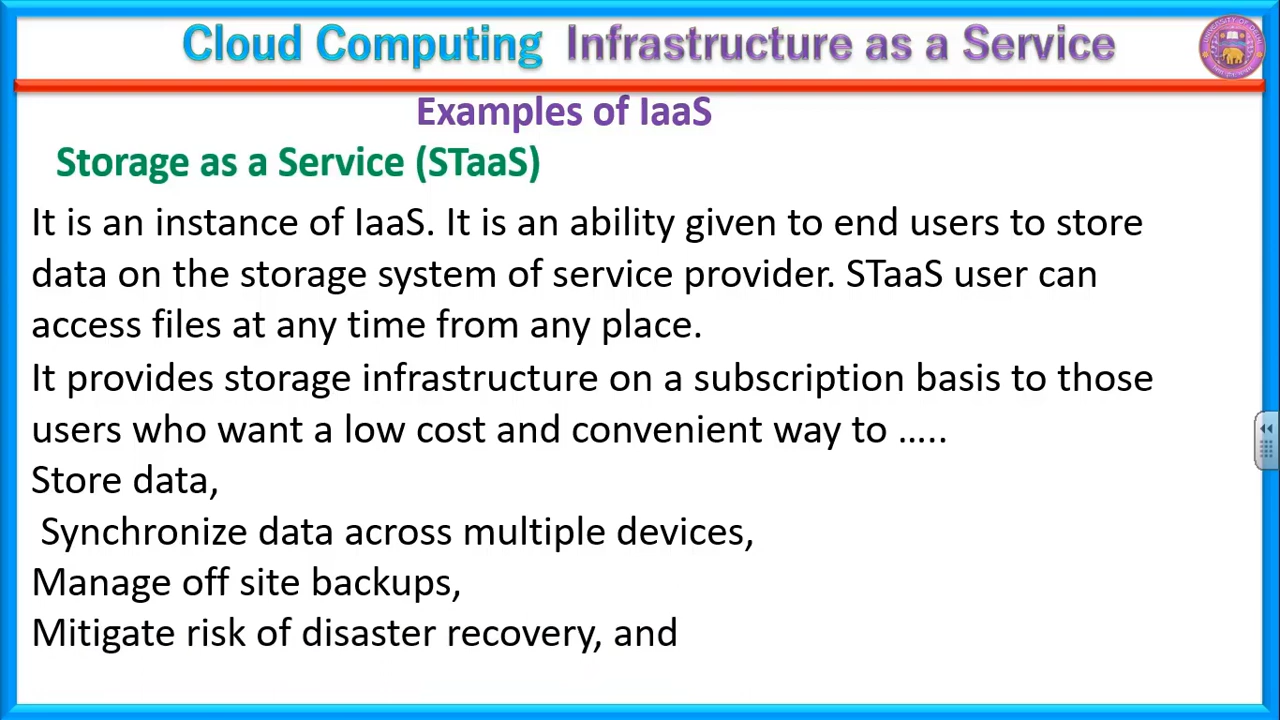 Cloud Computing Infrastructure as a Service
Examples of IaaS
Storage as a Service (STaaS)
It is an instance of IaaS. It is an ability given to end users to store
data on the storage system of service provider. STaaS user can
access files at any time from any place.
It provides storage infrastructure on a subscription basis to those
users who want a low cost and convenient way to …..
Store data,
Synchronize data across multiple devices,
Manage off site backups,
Mitigate risk of disaster recovery, and